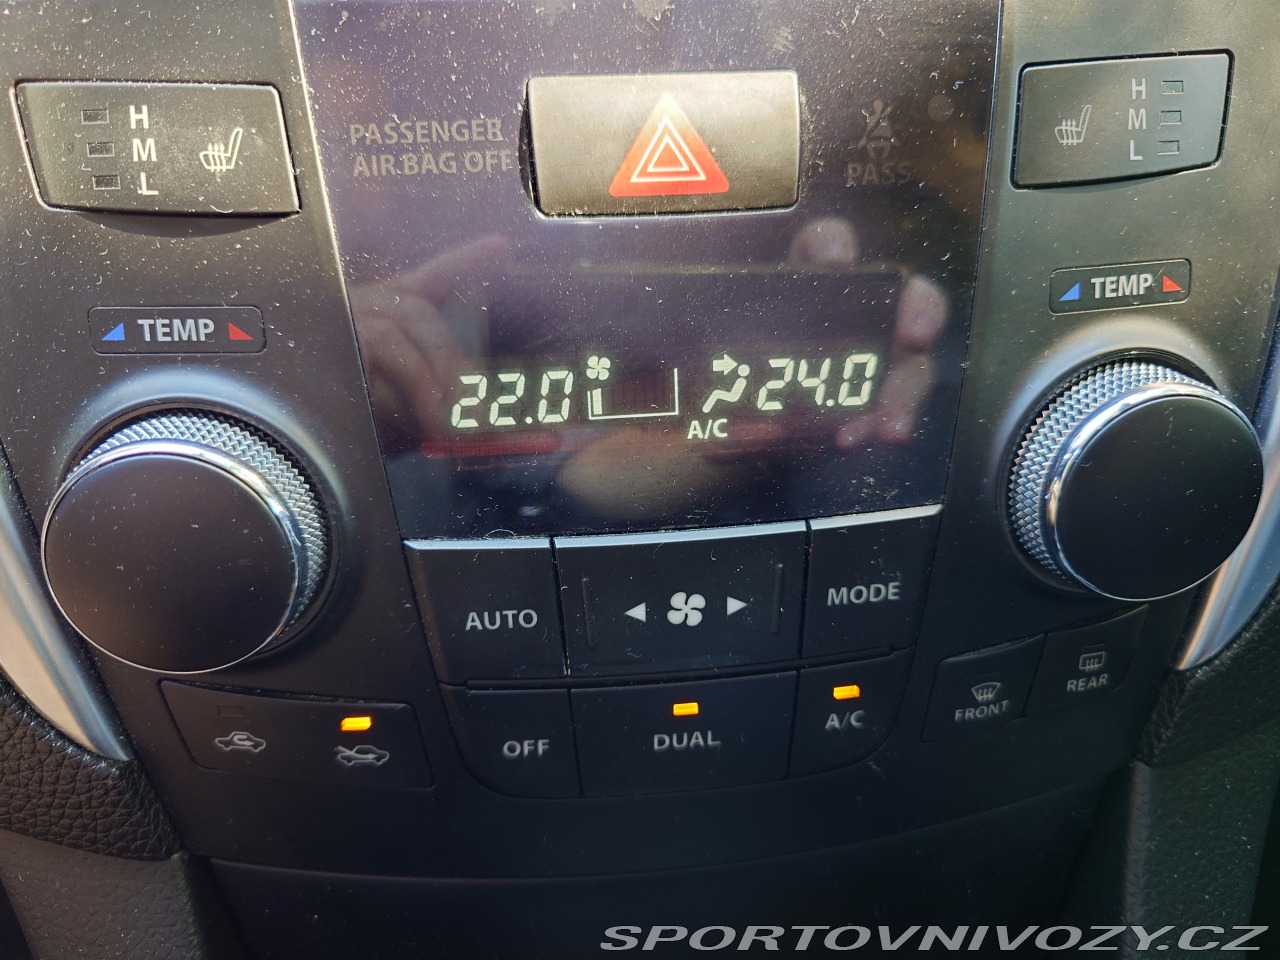 H
M
L
PASSENGER
AIR BAG OFF
PASS
H
M
L
TEMP
TEMP
22.0
24.0
A/C
AUTO
MODE
OFF
DUAL
A/C
FRONT
REAR
SPORTOVNIVOZY.CZ